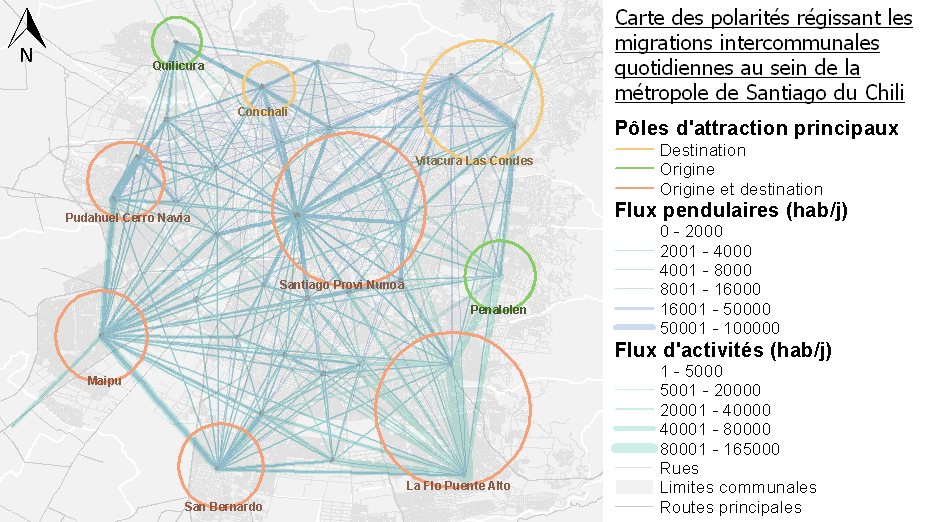 Carte des polarités régissant les
migrations intercommunales
quotidiennes au sein de la
métropole de Santiago du Chili
N
Quilicura
Conchali
Vitacura Las Condes
Pudahuel Cerro Navia
Santiago Provi Nunoa
Penalolen
Maipu
La Flo Puente Alto
San Bernardo
Pôles d'attraction principaux
Destination
Origine
Origine et destination
Flux pendulaires (hab/j)
0 - 2000
2001 - 4000
4001 - 8000
8001 - 16000
16001 - 50000
50001 - 100000
Flux d'activités (hab/j)
1 - 5000
5001 - 20000
20001 - 40000
40001 - 80000
80001 - 165000
Rues
Limites communales
Routes principales